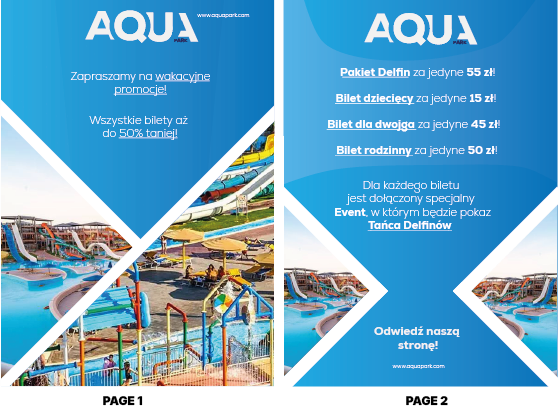 AQUA
PARK
www.aquapark.com
Zapraszamy na wakacyjne
promocje!
Wszystkie bilety aż
do 50% taniej!
AQUA
PARK
Pakiet Delfin za jedyne 55 zł!
Bilet dziecięcy za jedyne 15 zł!
Bilet dla dwojga za jedyne 45 zł!
Bilet rodzinny za jedyne 50 zł!
Dla każdego biletu
jest dołączony specjalny
Event, w którym będzie pokaz
Tańca Delfinów
Odwiedź naszą
stronę!
www.aquapark.com
PAGE 1
PAGE 2